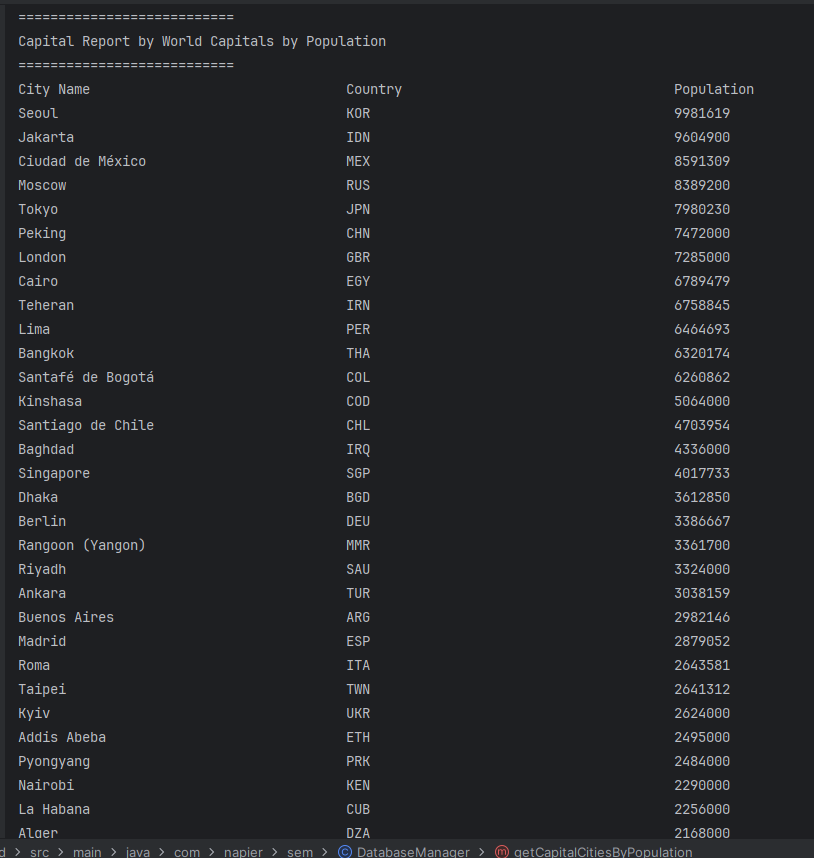 ===========================
Capital Report by World Capitals by Population
===========================
City Name Country Population
Seoul KOR 9981619
Jakarta IDN 9604900
Ciudad de México MEX 8591309
Moscow RUS 8389200
Tokyo JPN 7980230
Peking CHN 7472000
London GBR 7285000
Cairo EGY 6789479
Teheran IRN 6758845
Lima PER 6464693
Bangkok THA 6320174
Santafé de Bogotá COL 6260862
Kinshasa COD 5064000
Santiago de Chile CHL 4703954
Baghdad IRQ 4336000
Singapore SGP 4017733
Dhaka BGD 3612850
Berlin DEU 3386667
Rangoon (Yangon) MMR 3361700
Riyadh SAU 3324000
Ankara TUR 3038159
Buenos Aires ARG 2982146
Madrid ESP 2879052
Roma ITA 2643581
Taipei TWN 2641312
Kyiv UKR 2624000
Addis Abeba ETH 2495000
Pyongyang PRK 2484000
Nairobi KEN 2290000
La Habana CUB 2256000
Alger DZA 2168000
d > src > main > java > com > napier > sem > DatabaseManager > getCapitalCitiesByPopulation